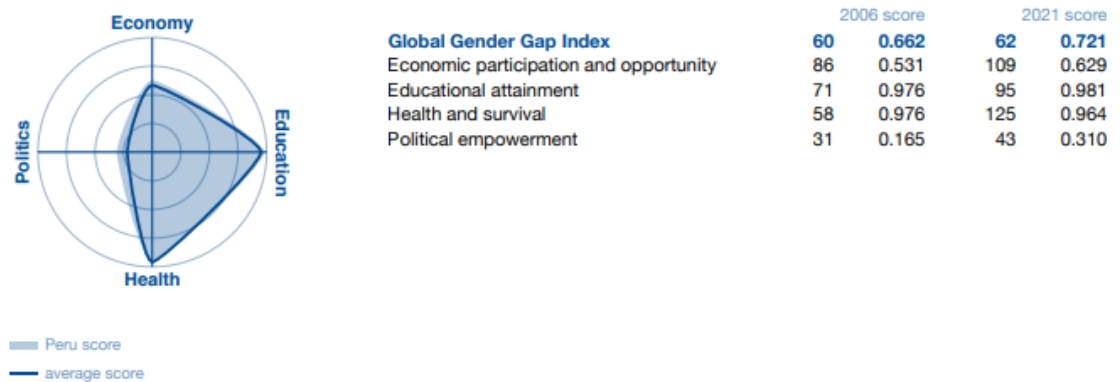 Economy
Education
Health
Politics
Peru score
average score
2006 score 2021 score
Global Gender Gap Index 60 0.662 62 0.721
Economic participation and opportunity 86 0.531 109 0.629
Educational attainment 71 0.976 95 0.981
Health and survival 58 0.976 125 0.964
Political empowerment 31 0.165 43 0.310